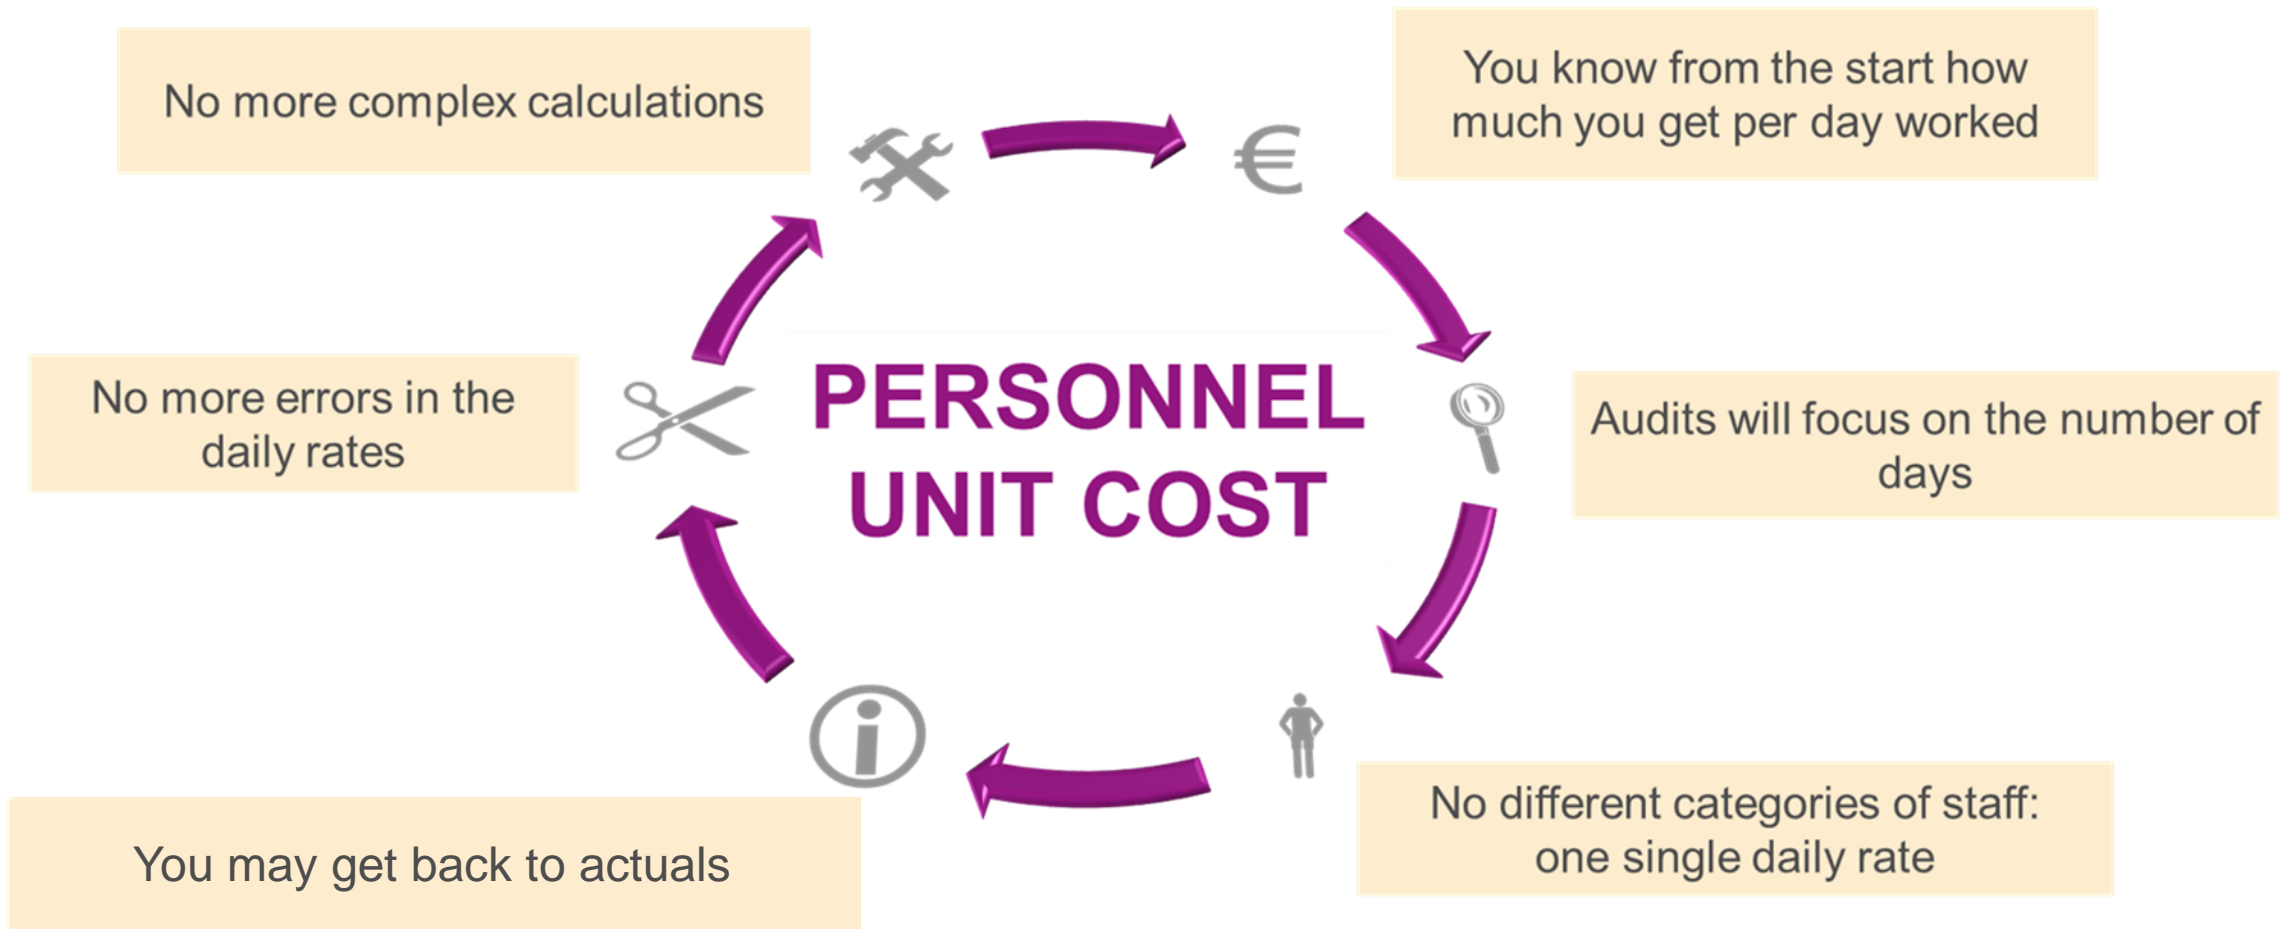 No more complex calculations
You know from the start how
much you get per day worked
No more errors in the
daily rates
PERSONNEL
UNIT COST
Audits will focus on the number of
days
You may get back to actuals
No different categories of staff:
one single daily rate